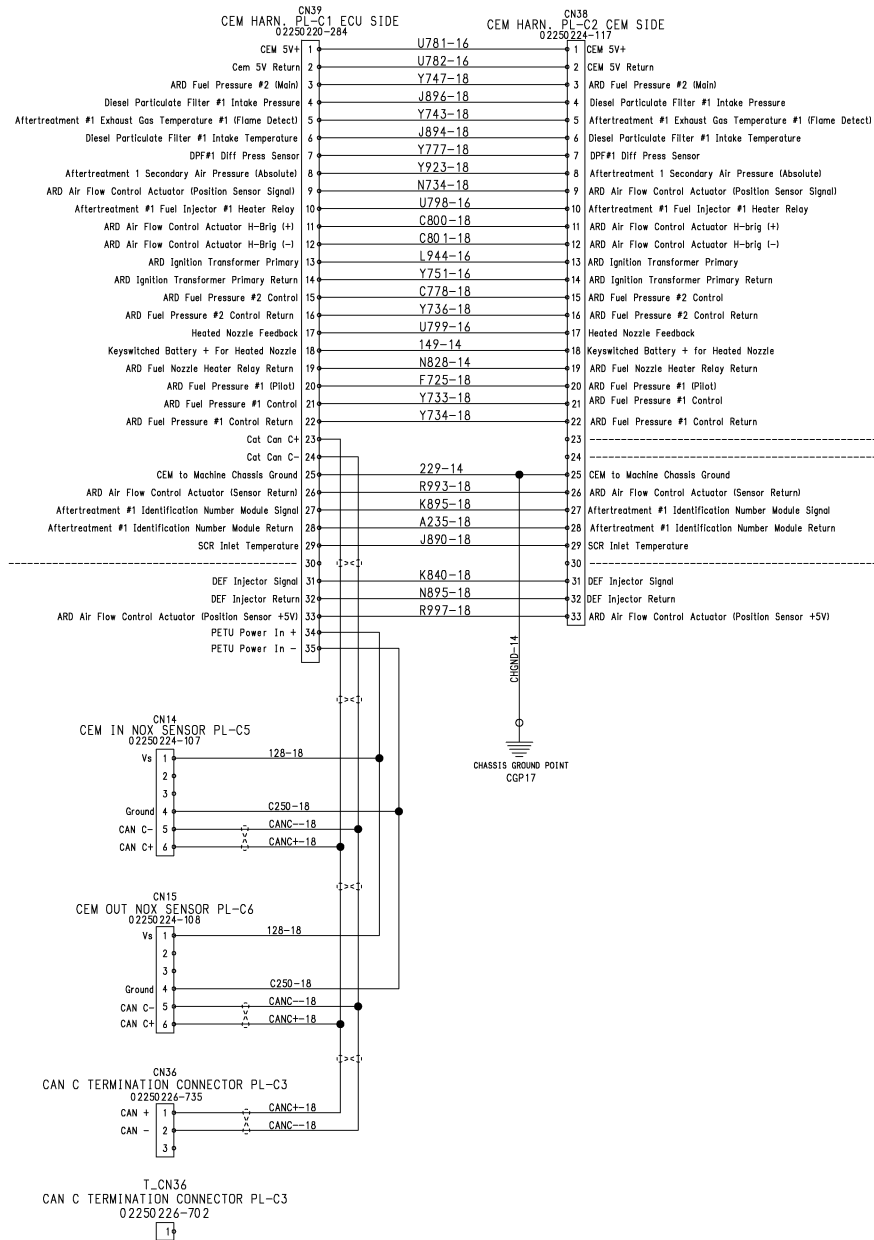 CN39
CEM HARN. PL-C1 ECU SIDE
02250220-284
CN38
CEM HARN. PL-C2 CEM SIDE
02250224-117
CEM 5V+ 1 U781-16 1 CEM 5V+
Cem 5V Return 2 U782-16 2 CEM 5V Return
ARD Fuel Pressure #2 (Main) 3 Y747-18 3 ARD Fuel Pressure #2 (Main)
Diesel Particulate Filter #1 Intake Pressure 4 J896-18 4 Diesel Particulate Filter #1 Intake Pressure
Aftertreatment #1 Exhaust Gas Temperature #1 (Flame Detect) 5 Y743-18 5 Aftertreatment #1 Exhaust Gas Temperature #1 (Flame Detect)
Diesel Particulate Filter #1 Intake Temperature 6 J894-18 6 Diesel Particulate Filter #1 Intake Temperature
DPF#1 Diff Press Sensor 7 Y777-18 7 DPF#1 Diff Press Sensor
Aftertreatment 1 Secondary Air Pressure (Absolute) 8 Y923-18 8 Aftertreatment 1 Secondary Air Pressure (Absolute)
ARD Air Flow Control Actuator (Position Sensor Signal) 9 N734-18 9 ARD Air Flow Control Actuator (Position Sensor Signal)
Aftertreatment #1 Fuel Injector #1 Heater Relay 10 U798-16 10 Aftertreatment #1 Fuel Injector #1 Heater Relay
ARD Air Flow Control Actuator H-Brig (+) 11 C800-18 11 ARD Air Flow Control Actuator H-brig (+)
ARD Air Flow Control Actuator H-Brig (-) 12 C801-18 12 ARD Air Flow Control Actuator H-brig (-)
ARD Ignition Transformer Primary 13 L944-16 13 ARD Ignition Transformer Primary
ARD Ignition Transformer Primary Return 14 Y751-16 14 ARD Ignition Transformer Primary Return
ARD Fuel Pressure #2 Control 15 C778-18 15 ARD Fuel Pressure #2 Control
ARD Fuel Pressure #2 Control Return 16 Y736-18 16 ARD Fuel Pressure #2 Control Return
Heated Nozzle Feedback 17 U799-16 17 Heated Nozzle Feedback
Keyswitched Battery + For Heated Nozzle 18 149-14 18 Keyswitched Battery + for Heated Nozzle
ARD Fuel Nozzle Heater Relay Return 19 N828-14 19 ARD Fuel Nozzle Heater Relay Return
ARD Fuel Pressure #1 (Pilot) 20 F725-18 20 ARD Fuel Pressure #1 (Pilot)
ARD Fuel Pressure #1 Control 21 Y733-18 21 ARD Fuel Pressure #1 Control
ARD Fuel Pressure #1 Control Return 22 Y734-18 22 ARD Fuel Pressure #1 Control Return
Cat Can C+ 23 23
Cat Can C- 24 24
CEM to Machine Chassis Ground 25 229-14 25 CEM to Machine Chassis Ground
ARD Air Flow Control Actuator (Sensor Return) 26 R993-18 26 ARD Air Flow Control Actuator (Sensor Return)
Aftertreatment #1 Identification Number Module Signal 27 K895-18 27 Aftertreatment #1 Identification Number Module Signal
Aftertreatment #1 Identification Number Module Return 28 A235-18 28 Aftertreatment #1 Identification Number Module Return
SCR Inlet Temperature 29 J890-18 29 SCR Inlet Temperature
30 30
DEF Injector Signal 31 K840-18 31 DEF Injector Signal
DEF Injector Return 32 N895-18 32 DEF Injector Return
ARD Air Flow Control Actuator (Position Sensor +5V) 33 R997-18 33 ARD Air Flow Control Actuator (Position Sensor +5V)
PETU Power In + 34
PETU Power In - 35
CHGND-14
CHASSIS GROUND POINT
CGP17
CN14
CEM IN NOX SENSOR PL-C5
02250224-107
Vs 1 128-18
2
3
Ground 4 C250-18
CAN C- 5 CANC--18
CAN C+ 6 CANC+-18
CN15
CEM OUT NOX SENSOR PL-C6
02250224-108
Vs 1 128-18
2
3
Ground 4 C250-18
CAN C- 5 CANC--18
CAN C+ 6 CANC+-18
CN36
CAN C TERMINATION CONNECTOR PL-C3
02250226-735
CAN + 1 CANC+-18
CAN - 2 CANC--18
3
T_CN36
CAN C TERMINATION CONNECTOR PL-C3
02250226-702
1